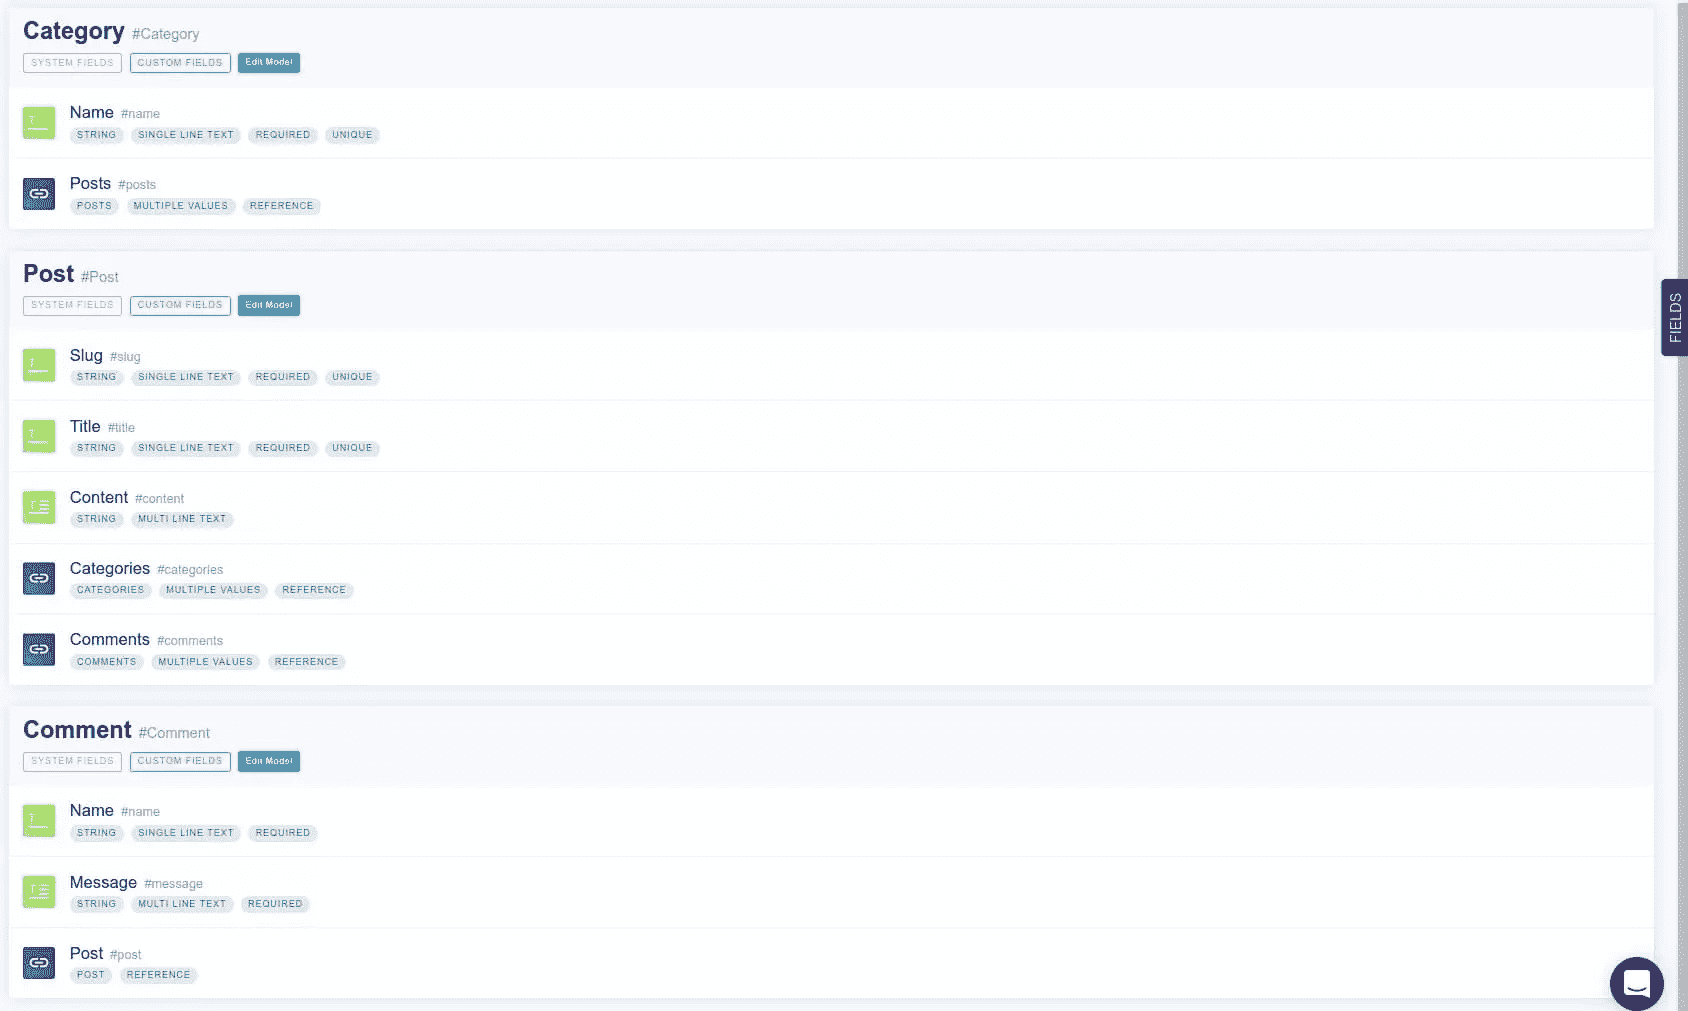 Category #Category
SYSTEM FIELDS CUSTOM FIELDS Edit Model
Name #name
STRING SINGLE LINE TEXT REQUIRED UNIQUE
Posts #posts
POSTS MULTIPLE VALUES REFERENCE
Post #Post
SYSTEM FIELDS CUSTOM FIELDS Edit Model
FIELDS
Slug #slug
STRING SINGLE LINE TEXT REQUIRED UNIQUE
Title #title
STRING SINGLE LINE TEXT REQUIRED UNIQUE
Content #content
STRING MULTI LINE TEXT
Categories #categories
CATEGORIES MULTIPLE VALUES REFERENCE
Comments #comments
COMMENTS MULTIPLE VALUES REFERENCE
Comment #Comment
SYSTEM FIELDS CUSTOM FIELDS Edit Model
Name #name
STRING SINGLE LINE TEXT REQUIRED
Message #message
STRING MULTI LINE TEXT REQUIRED
Post #post
POST REFERENCE